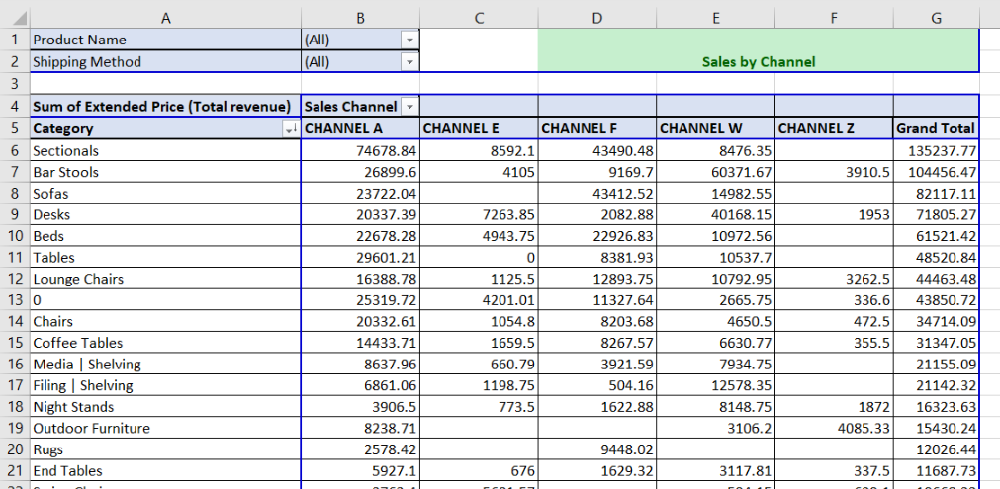 A B C D E F G
1 Product Name (All)
2 Shipping Method (All) Sales by Channel
3
4 Sum of Extended Price (Total revenue) Sales Channel
5 Category CHANNEL A CHANNEL E CHANNEL F CHANNEL W CHANNEL Z Grand Total
6 Sectionals 74678.84 8592.1 43490.48 8476.35 135237.77
7 Bar Stools 26899.6 4105 9169.7 60371.67 3910.5 104456.47
8 Sofas 23722.04 43412.52 14982.55 82117.11
9 Desks 20337.39 7263.85 2082.88 40168.15 1953 71805.27
10 Beds 22678.28 4943.75 22926.83 10972.56 61521.42
11 Tables 29601.21 0 8381.93 10537.7 48520.84
12 Lounge Chairs 16388.78 1125.5 12893.75 10792.95 3262.5 44463.48
13 0 25319.72 4201.01 11327.64 2665.75 336.6 43850.72
14 Chairs 20332.61 1054.8 8203.68 4650.5 472.5 34714.09
15 Coffee Tables 14433.71 1659.5 8267.57 6630.77 355.5 31347.05
16 Media | Shelving 8637.96 660.79 3921.59 7934.75 21155.09
17 Filing | Shelving 6861.06 1198.75 504.16 12578.35 21142.32
18 Night Stands 3906.5 773.5 1622.88 8148.75 1872 16323.63
19 Outdoor Furniture 8238.71 3106.2 4085.33 15430.24
20 Rugs 2578.42 9448.02 12026.44
21 End Tables 5927.1 676 1629.32 3117.81 337.5 11687.73